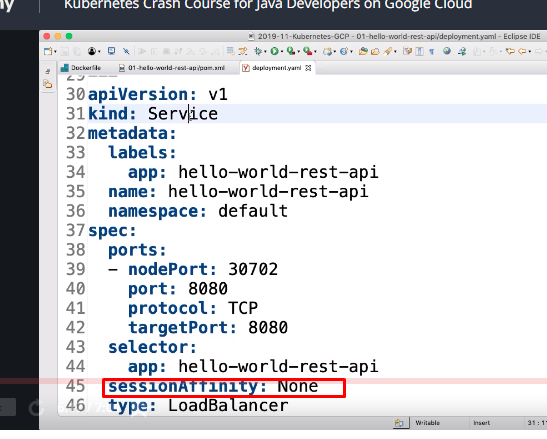 Kubernetes Crash Course for Java Developers on Google Cloud
2019-11-Kubernetes-GCP - 01-hello-world-rest-api/deployment.yaml - Eclipse IDE
Dockerfile 01-hello-world-rest-api/pom.xml deployment.yaml
30 apiVersion: v1
31 kind: Service
32 metadata:
33 labels:
34 app: hello-world-rest-api
35 name: hello-world-rest-api
36 namespace: default
37 spec:
38 ports:
39 - nodePort: 30702
40 port: 8080
41 protocol: TCP
42 targetPort: 8080
43 selector:
44 app: hello-world-rest-api
45 sessionAffinity: None
46 type: LoadBalancer
Writable Insert 31 : 1